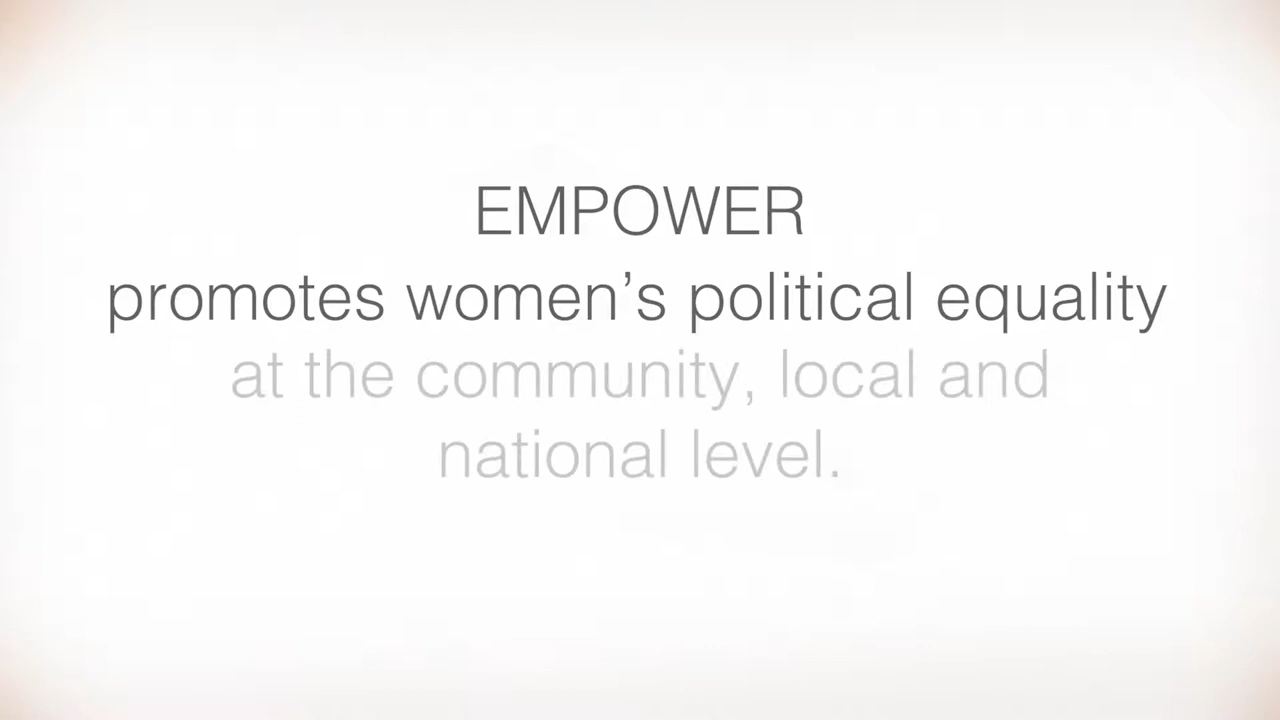 EMPOWER
promotes women’s political equality
at the community, local and
national level.